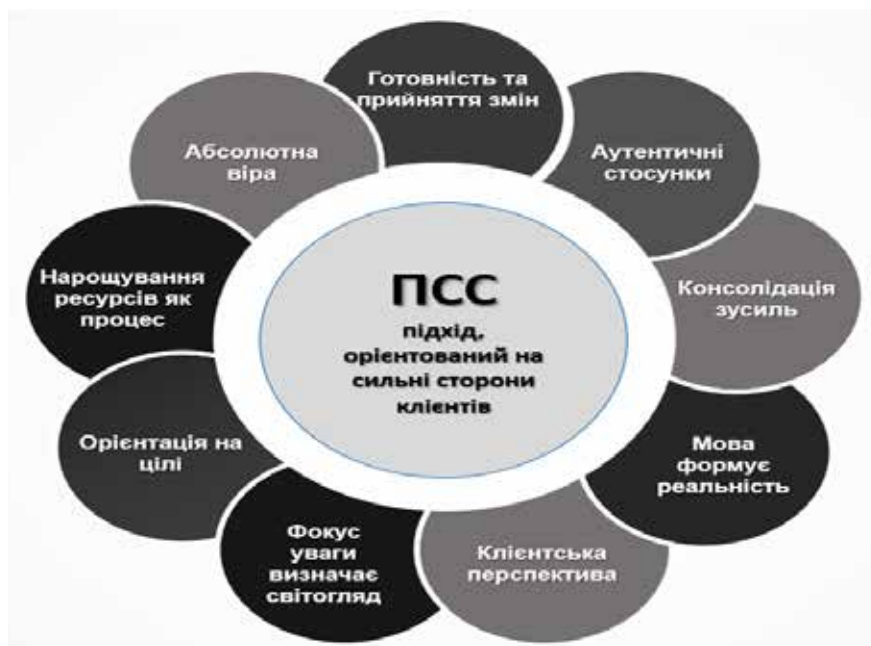 ПСС
підхід,
орієнтований на
сильні сторони
клієнтів
Готовність та
прийняття змін
Аутентичні
стосунки
Консолідація
зусиль
Мова
формує
реальність
Клієнтська
перспектива
Фокус
уваги
визначає
світогляд
Орієнтація на
цілі
Нарощування
ресурсів як
процес
Абсолютна
віра